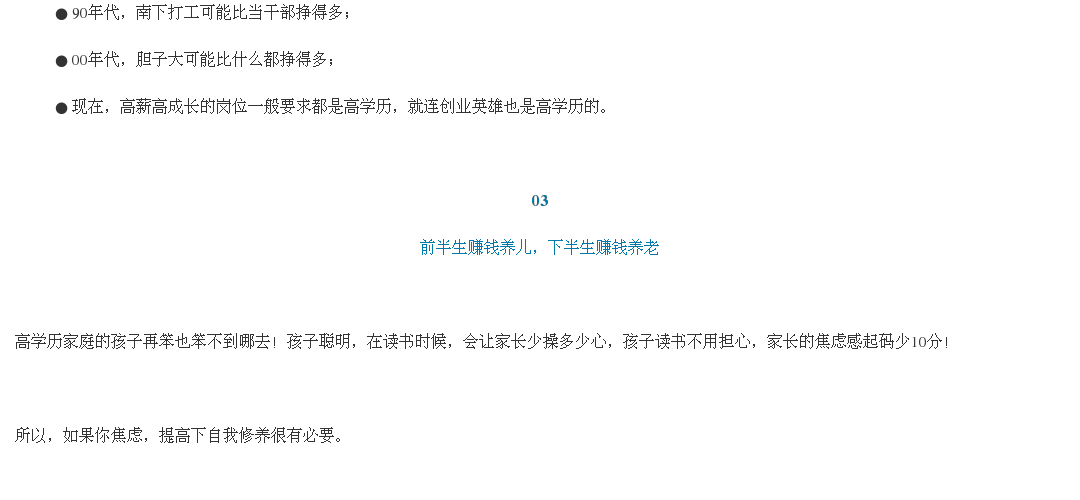 ● 90年代，南下打工可能比当干部挣得多；
● 00年代，胆子大可能比什么都挣得多；
● 现在，高薪高成长的岗位一般要求都是高学历，就连创业英雄也是高学历的。
03
前半生赚钱养儿，下半生赚钱养老
高学历家庭的孩子再笨也笨不到哪去！孩子聪明，在读书时候，会让家长少操多少心，孩子读书不用担心，家长的焦虑感起码少10分！
所以，如果你焦虑，提高下自我修养很有必要。